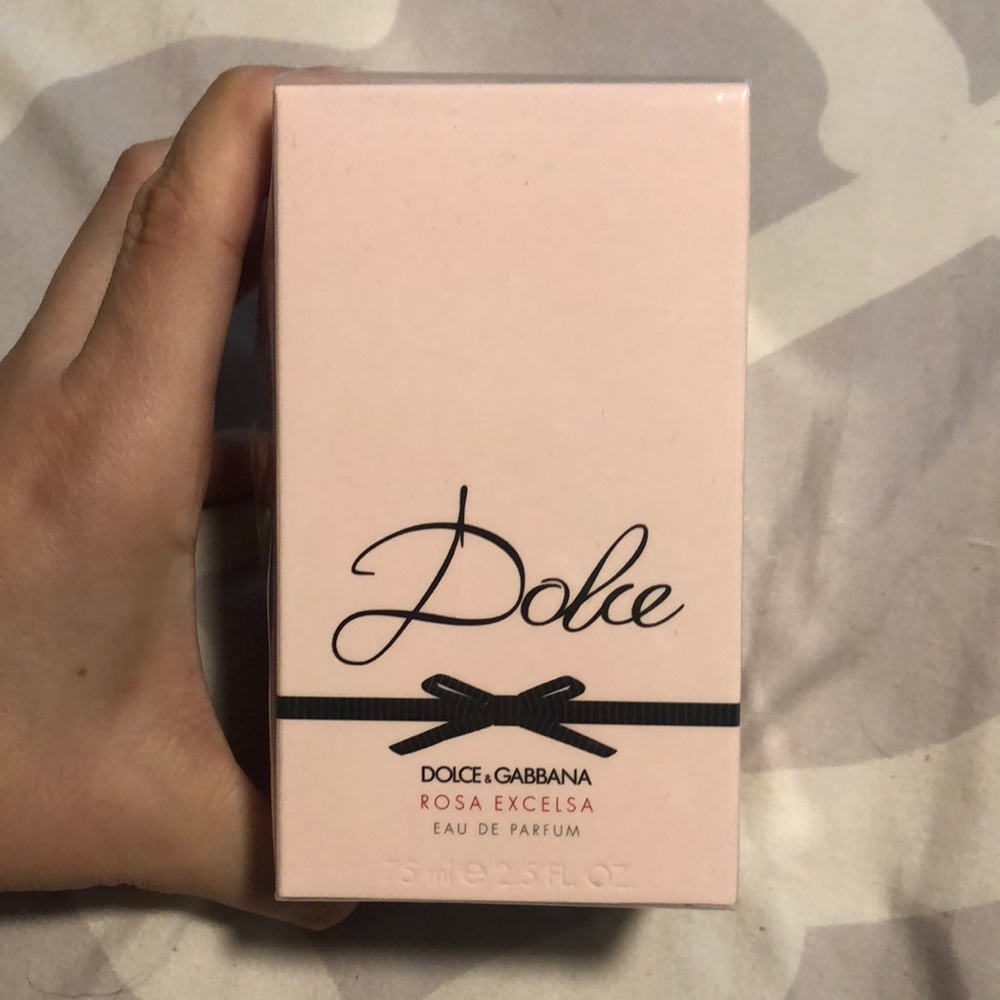 Dolce
DOLCE & GABBANA
ROSA EXCELSA
EAU DE PARFUM
75 ml e 2.5 FL. OZ.